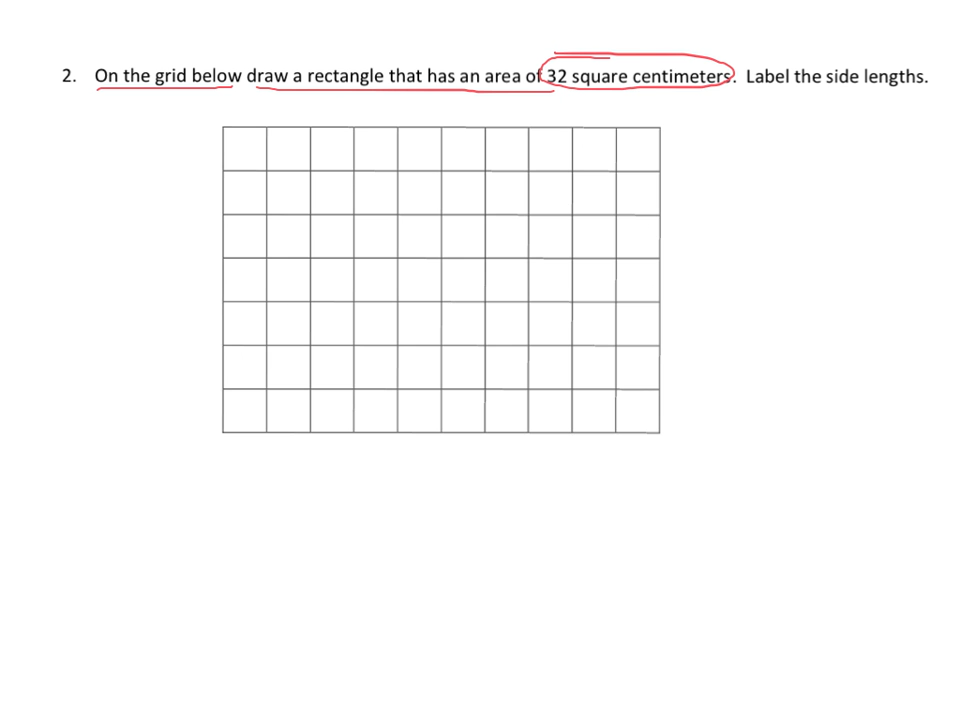 2. On the grid below draw a rectangle that has an area of 32 square centimeters. Label the side lengths.